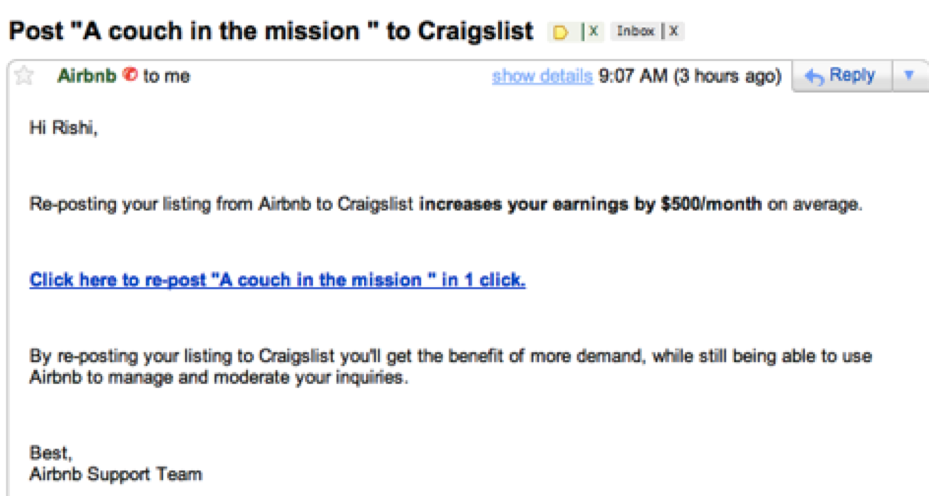 Post "A couch in the mission " to Craigslist | X Inbox | X
Airbnb to me show details 9:07 AM (3 hours ago) Reply
Hi Rishi,
Re-posting your listing from Airbnb to Craigslist increases your earnings by $500/month on average.
Click here to re-post "A couch in the mission " in 1 click.
By re-posting your listing to Craigslist you'll get the benefit of more demand, while still being able to use
Airbnb to manage and moderate your inquiries.
Best,
Airbnb Support Team